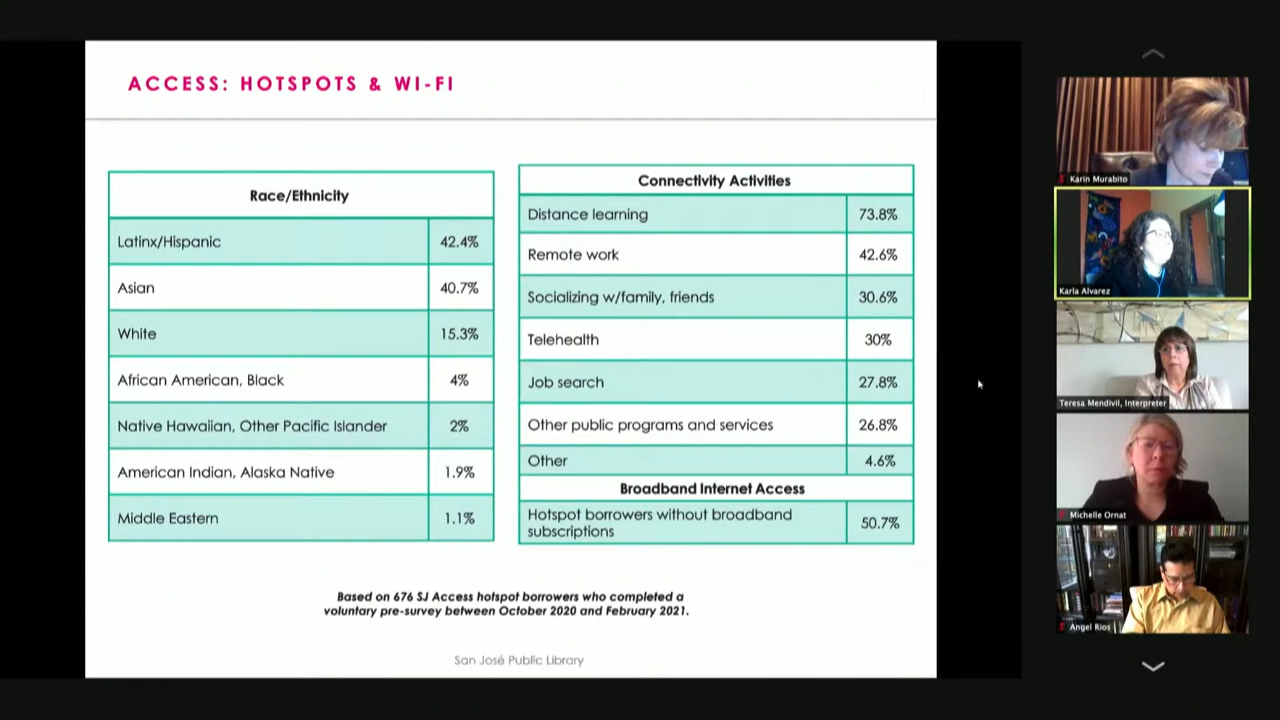 ACCESS: HOTSPOTS & WI-FI
Race/Ethnicity
Latinx/Hispanic 42.4%
Asian 40.7%
White 15.3%
African American, Black 4%
Native Hawaiian, Other Pacific Islander 2%
American Indian, Alaska Native 1.9%
Middle Eastern 1.1%
Connectivity Activities
Distance learning 73.8%
Remote work 42.6%
Socializing w/family, friends 30.6%
Telehealth 30%
Job search 27.8%
Other public programs and services 26.8%
Other 4.6%
Broadband Internet Access
Hotspot borrowers without broadband
subscriptions 50.7%
Based on 676 SJ Access hotspot borrowers who completed a
voluntary pre-survey between October 2020 and February 2021.
San José Public Library
Karin Murabito
Karla Alvarez
Teresa Mendivil, Interpreter
Michelle Ornat
Angel Rios